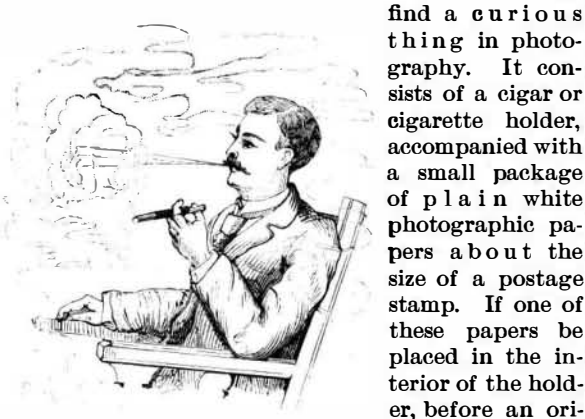 find a curious
thing in photo-
graphy. It con-
sists of a cigar or
cigarette holder,
accompanied with
a small package
of plain white
photographic pa-
pers about the
size of a postage
stamp. If one of
these papers be
placed in the in-
terior of the hold-
er, before an ori-